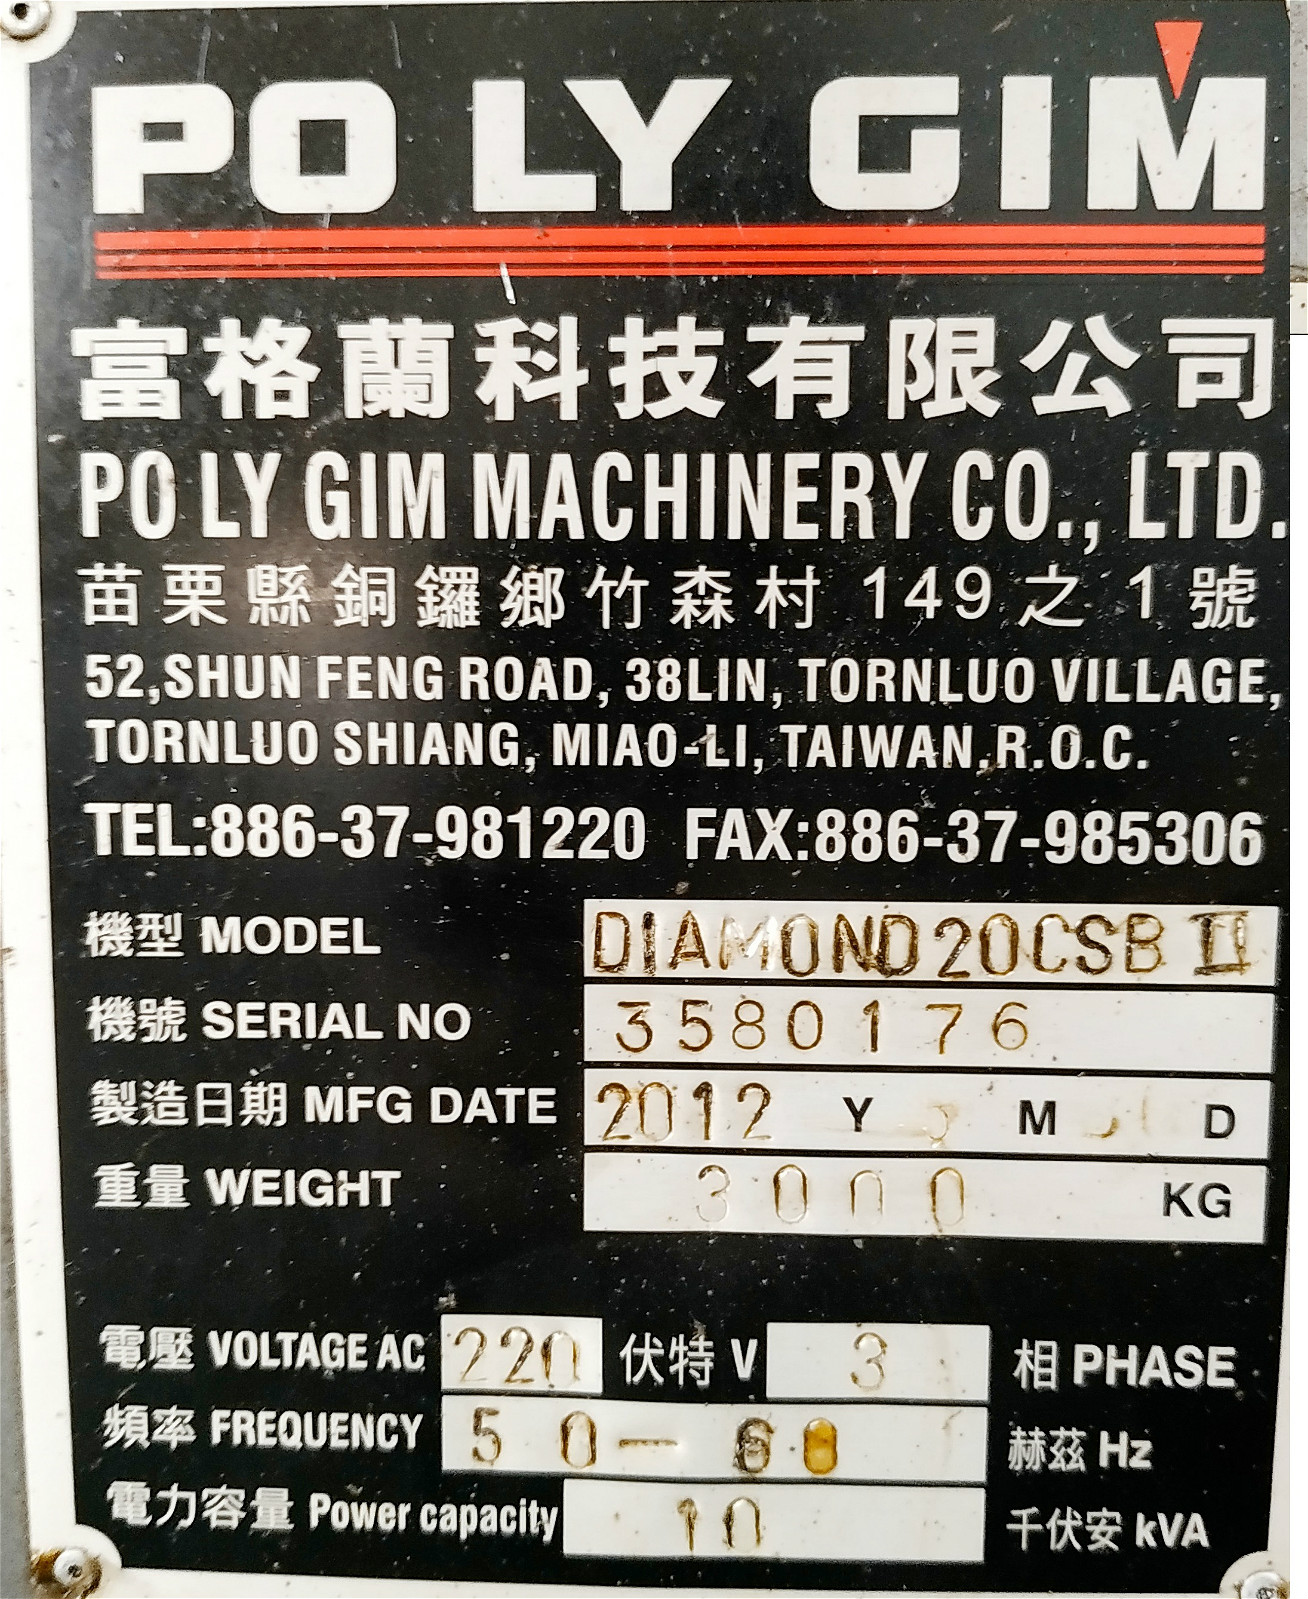 PO LY GIM
富格蘭科技有限公司
PO LY GIM MACHINERY CO., LTD.
苗栗縣銅鑼鄉竹森村 149之1號
52,SHUN FENG ROAD, 38LIN, TORNLUO VILLAGE,
TORNLUO SHIANG, MIAO-LI, TAIWAN,R.O.C.
TEL:886-37-981220 FAX:886-37-985306
機型 MODEL DIAMOND20CSB II
機號 SERIAL NO 3580176
製造日期 MFG DATE 2012 Y M D
重量 WEIGHT 3000 KG
電壓 VOLTAGE AC 220 伏特 V 3 相 PHASE
頻率 FREQUENCY 50-60 赫茲 Hz
電力容量 Power capacity 10 千伏安 kVA